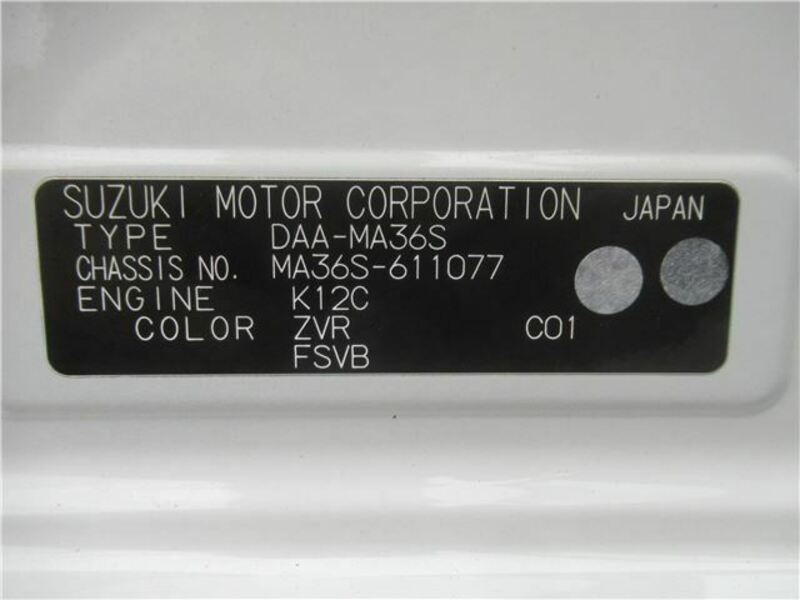 SUZUKI MOTOR CORPORATION JAPAN
TYPE DAA-MA36S
CHASSIS NO. MA36S-611077
ENGINE K12C
COLOR ZVR C01
FSVB